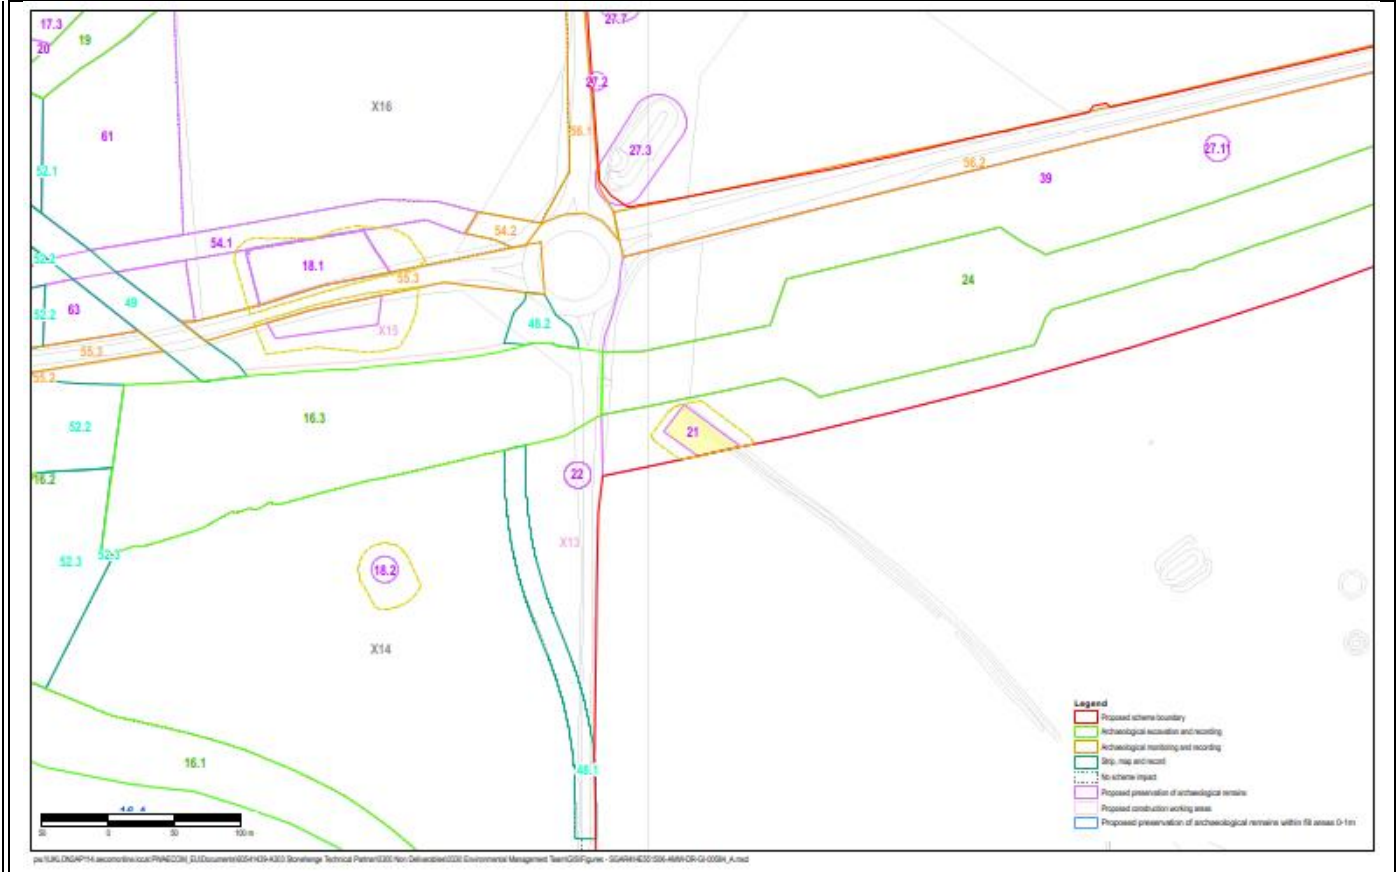 17.3
20
19
61
X16
27.7
27.2
56.1
27.3
56.2
39
27.11
52.1
54.1
54.2
18.1
52.2
49
52.2
63
55.3
X15
48.2
55.3
55.2
24
52.2
16.3
21
16.2
22
X13
52.3
52.3
18.2
X14
16.1
48.1
Legend
Proposed scheme boundary
Archaeological excavation and recording
Archaeological monitoring and recording
Strip, map and record
No scheme impact
Proposed preservation of archaeological remains
Proposed construction working areas
Proposed preservation of archaeological remains within fill areas 0-1m
50 0 50 100 m